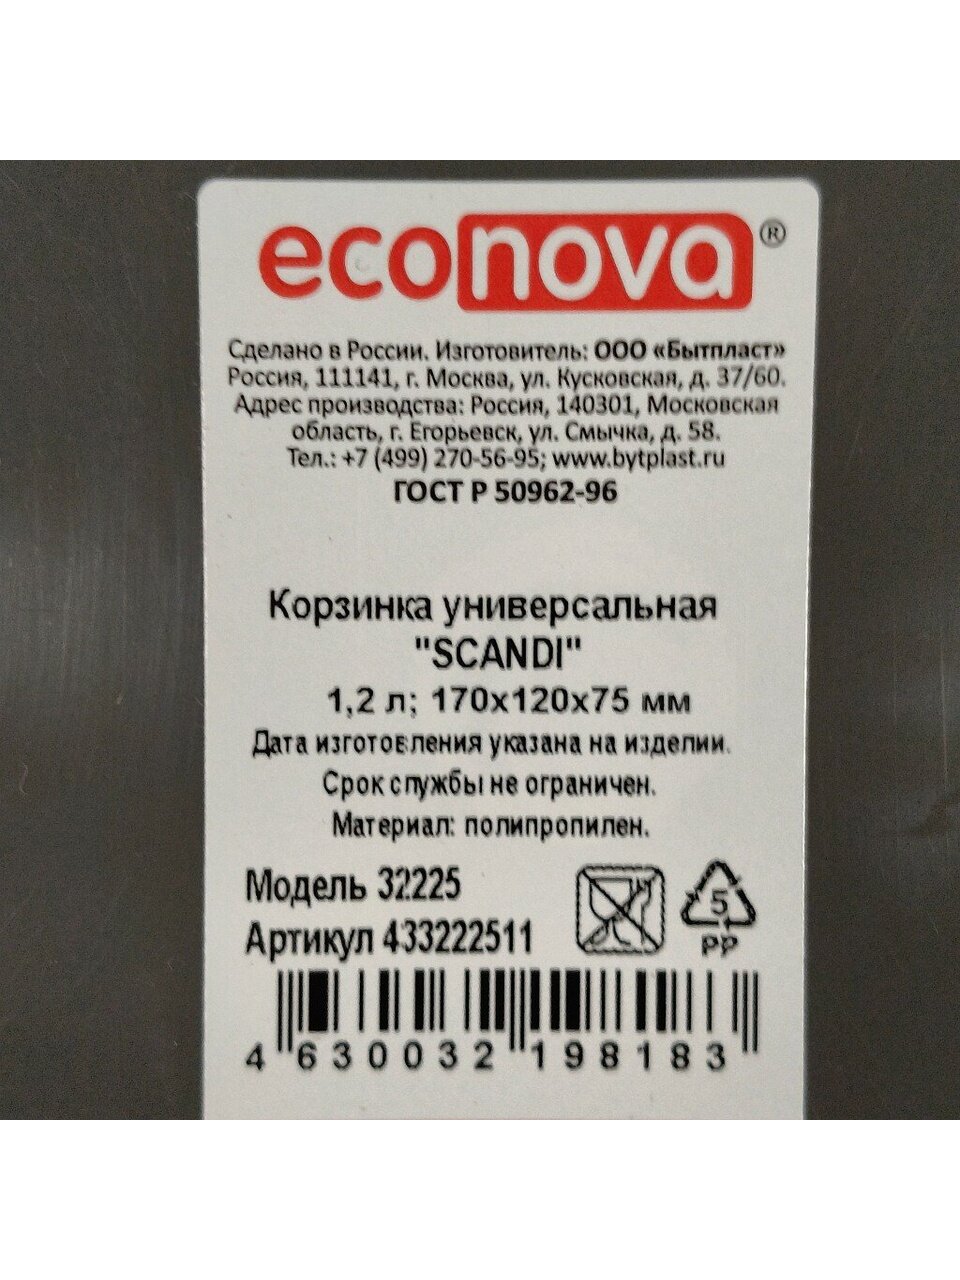 econova®
Сделано в России. Изготовитель: ООО «Бытпласт»
Россия, 111141, г. Москва, ул. Кусковская, д. 37/60.
Адрес производства: Россия, 140301, Московская
область, г. Егорьевск, ул. Смычка, д. 58.
Тел.: +7 (499) 270-56-95; www.bytplast.ru
ГОСТ Р 50962-96
Корзинка универсальная
"SCANDI"
1,2 л; 170х120х75 мм
Дата изготовления указана на изделии.
Срок службы не ограничен.
Материал: полипропилен.
Модель 32225
Артикул 433222511
5
PP
4 630032 198183